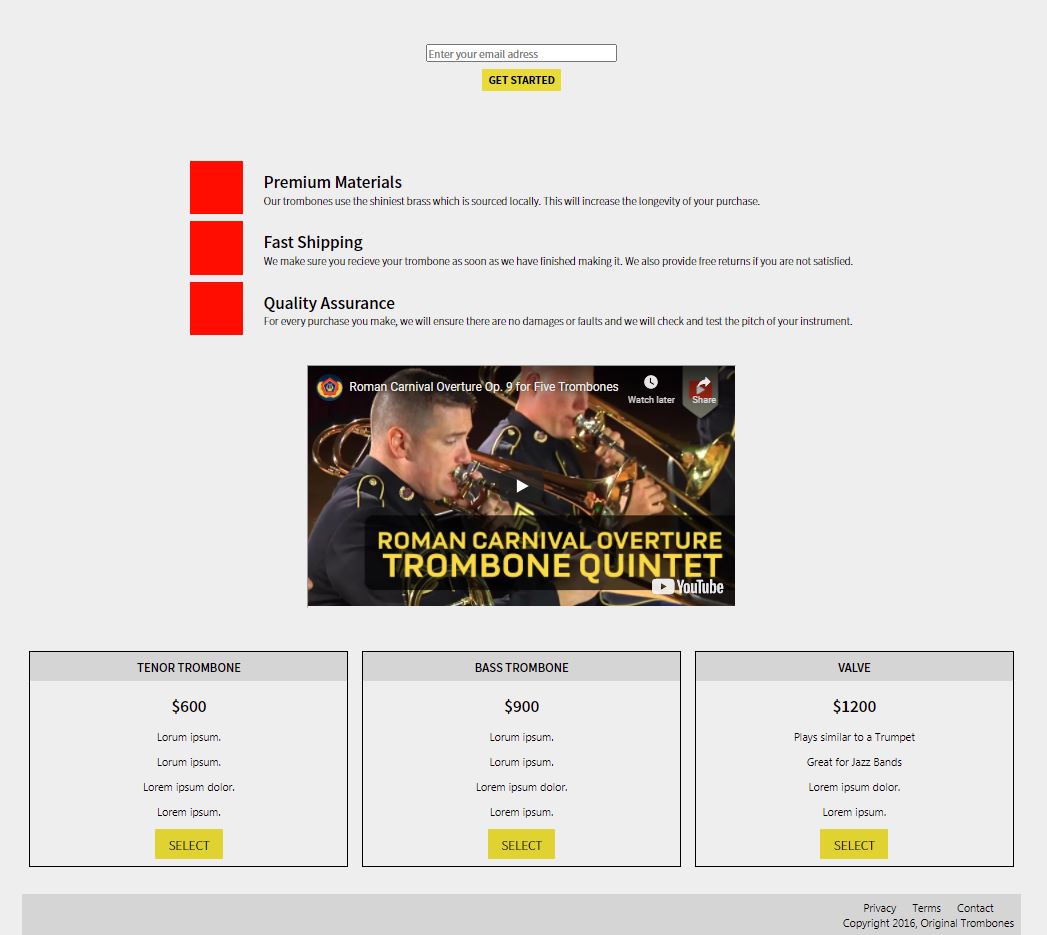 Enter your email adress
GET STARTED
Premium Materials
Our trombones use the shiniest brass which is sourced locally. This will increase the longevity of your purchase.
Fast Shipping
We make sure you recieve your trombone as soon as we have finished making it. We also provide free returns if you are not satisfied.
Quality Assurance
For every purchase you make, we will ensure there are no damages or faults and we will check and test the pitch of your instrument.
Roman Carnival Overture Op. 9 for Five Trombones
Watch later
Share
ROMAN CARNIVAL OVERTURE
TROMBONE QUINTET
YouTube
TENOR TROMBONE
$600
Lorum ipsum.
Lorum ipsum.
Lorem ipsum dolor.
Lorem ipsum.
SELECT
BASS TROMBONE
$900
Lorum ipsum.
Lorum ipsum.
Lorem ipsum dolor.
Lorem ipsum.
SELECT
VALVE
$1200
Plays similar to a Trumpet
Great for Jazz Bands
Lorem ipsum dolor.
Lorem ipsum.
SELECT
Privacy Terms Contact
Copyright 2016, Original Trombones